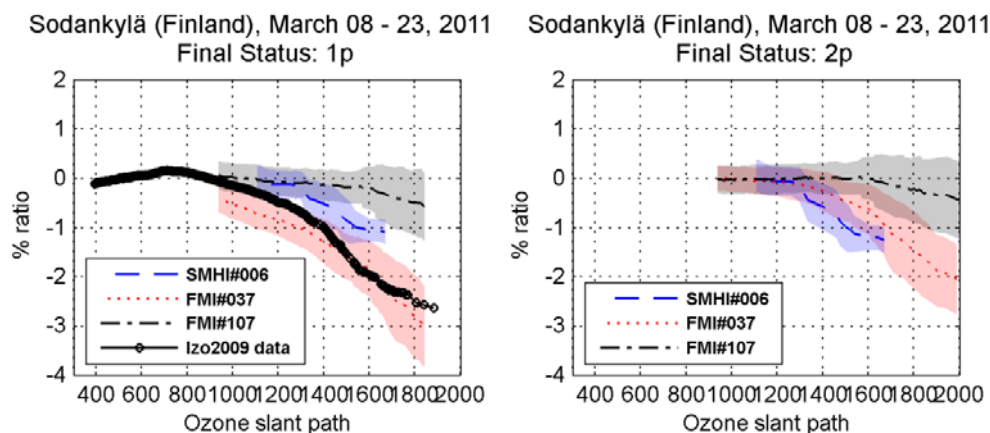 Sodankylä (Finland), March 08 - 23, 2011
Final Status: 1p
2
1
0
-1
-2
-3
-4
% ratio
SMHI#006
FMI#037
FMI#107
Izo2009 data
400 600 800 1000 1200 1400 1600 1800 2000
Ozone slant path
Sodankylä (Finland), March 08 - 23, 2011
Final Status: 2p
2
1
0
-1
-2
-3
-4
% ratio
SMHI#006
FMI#037
FMI#107
400 600 800 1000 1200 1400 1600 1800 2000
Ozone slant path